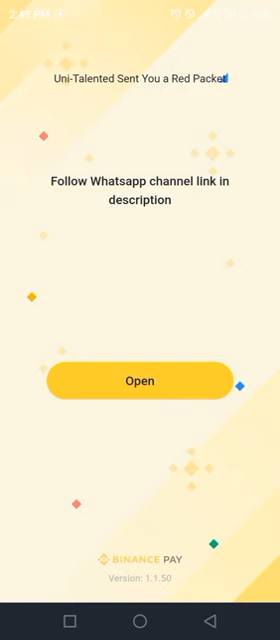 2:45 PM
Uni-Talented Sent You a Red Packet
Follow Whatsapp channel link in
description
Open
BINANCE PAY
Version: 1.1.50